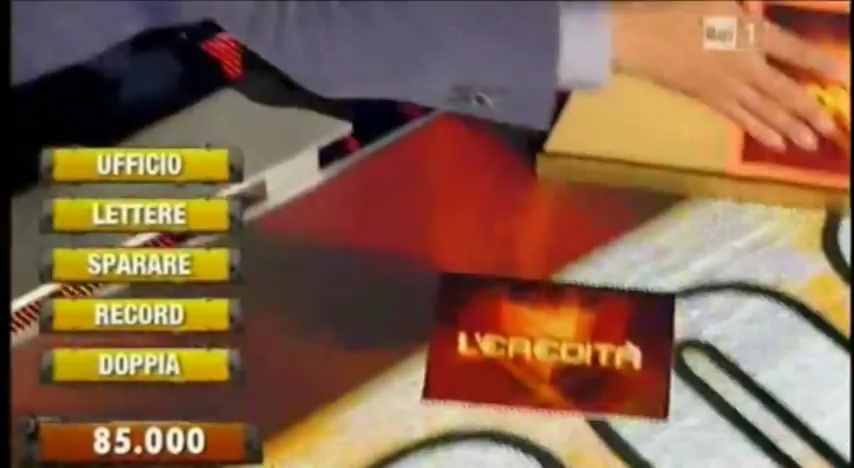 Rai 1
UFFICIO
LETTERE
SPARARE
RECORD
DOPPIA
L'EREDITÀ
85.000